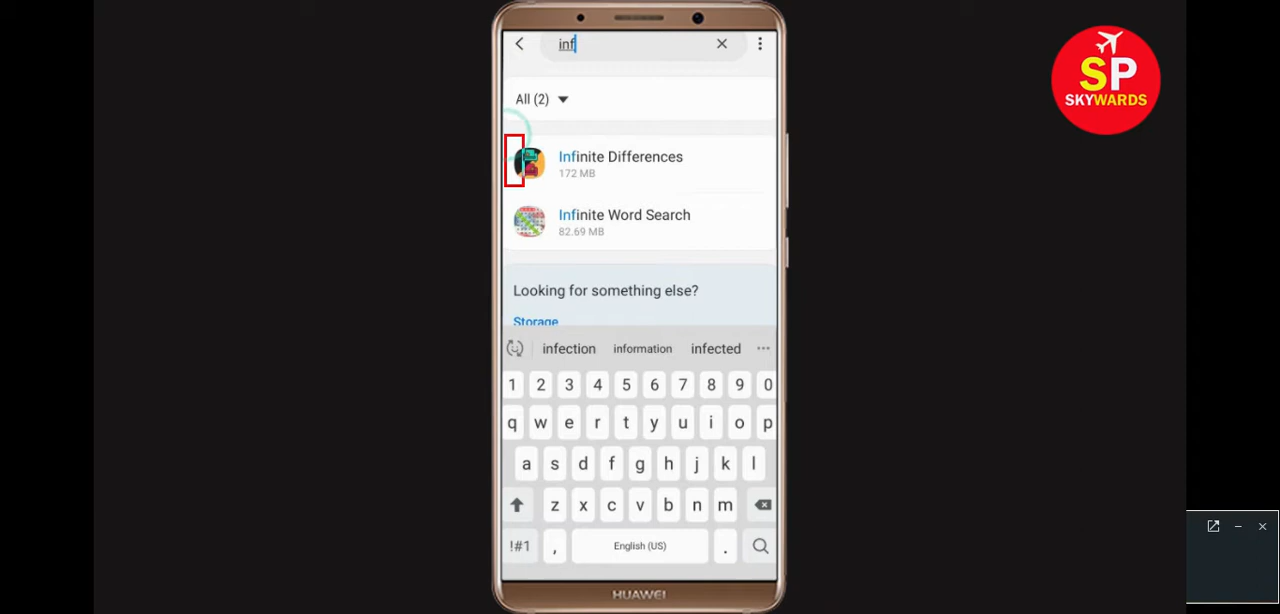 inf
SP
SKYWARDS
All (2)
Infinite Differences
172 MB
Infinite Word Search
82.69 MB
Looking for something else?
Storage
infection information infected ...
1 2 3 4 5 6 7 8 9 0
q w e r t y u i o p
a s d f g h j k l
z x c v b n m
!#1 , English (US) .
HUAWEI